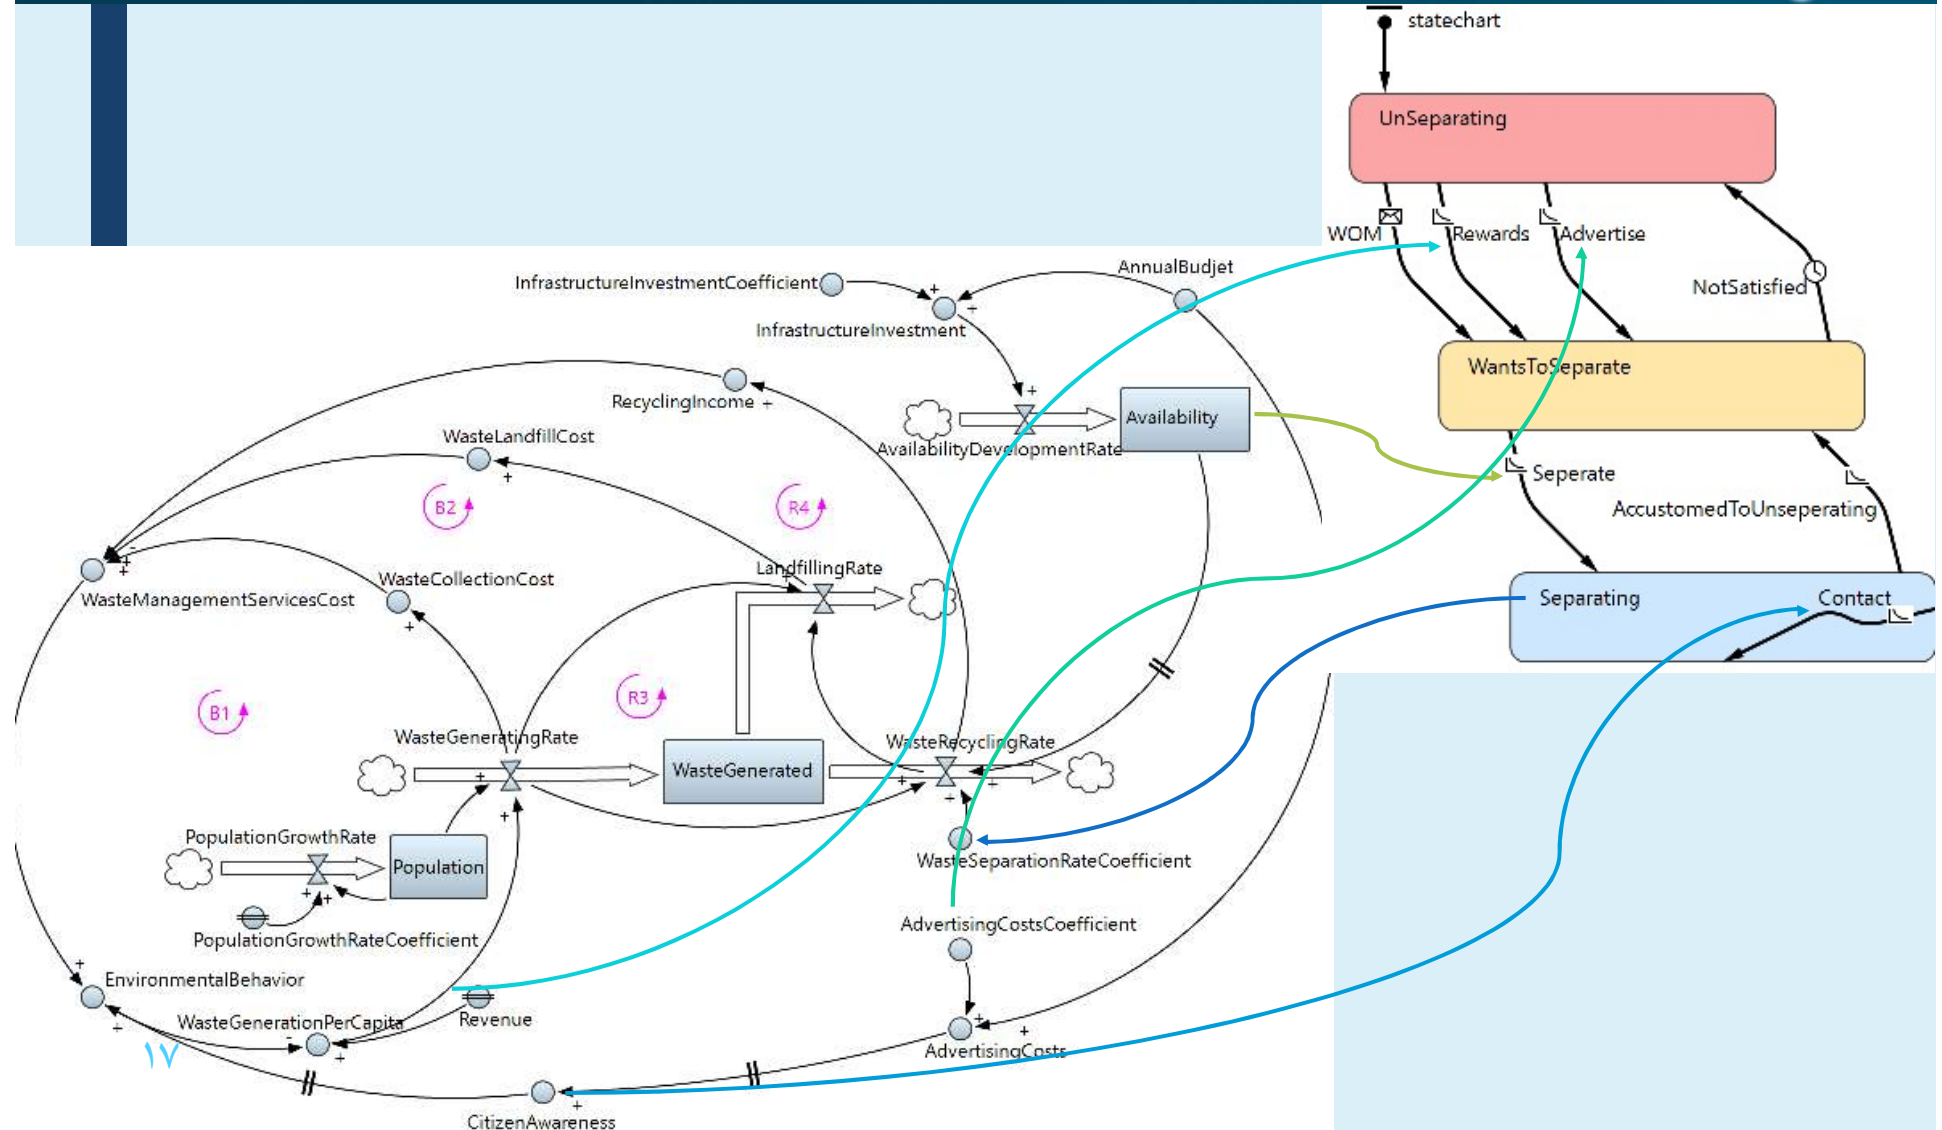 statechart
UnSeparating
WOM
Rewards
Advertise
NotSatisfied
WantsToSeparate
Seperate
AccustomedToUnseperating
Separating
Contact
AnnualBudjet
InfrastructureInvestmentCoefficient
+
+
InfrastructureInvestment
RecyclingIncome
+
+
Availability
AvailabilityDevelopmentRate
WasteLandfillCost
+
B2
R4
LandfillingRate
-
+
+
WasteManagementServicesCost
WasteCollectionCost
+
B1
R3
WasteGeneratingRate
+
+
WasteGenerated
WasteRecyclingRate
+
+
+
PopulationGrowthRate
Population
+
+
PopulationGrowthRateCoefficient
WasteSeparationRateCoefficient
AdvertisingCostsCoefficient
+
EnvironmentalBehavior
+
WasteGenerationPerCapita
-
+
Revenue
+
+
AdvertisingCosts
۱۷
+
CitizenAwareness